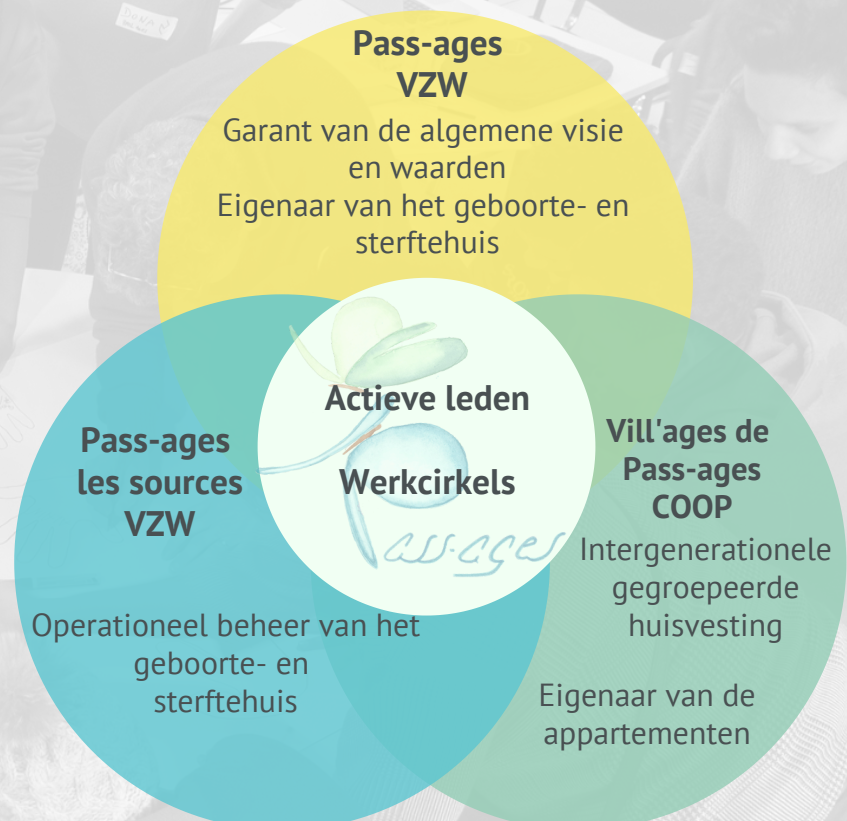 Pass-ages
VZW
Garant van de algemene visie
en waarden
Eigenaar van het geboorte- en
sterftehuis
Actieve leden
Werkcirkels
Pass-ages
les sources
VZW
Operationeel beheer van het
geboorte- en
sterftehuis
Vill'ages de
Pass-ages
COOP
Intergenerationele
gegroepeerde
huisvesting
Eigenaar van de
appartementen
Pass-ages